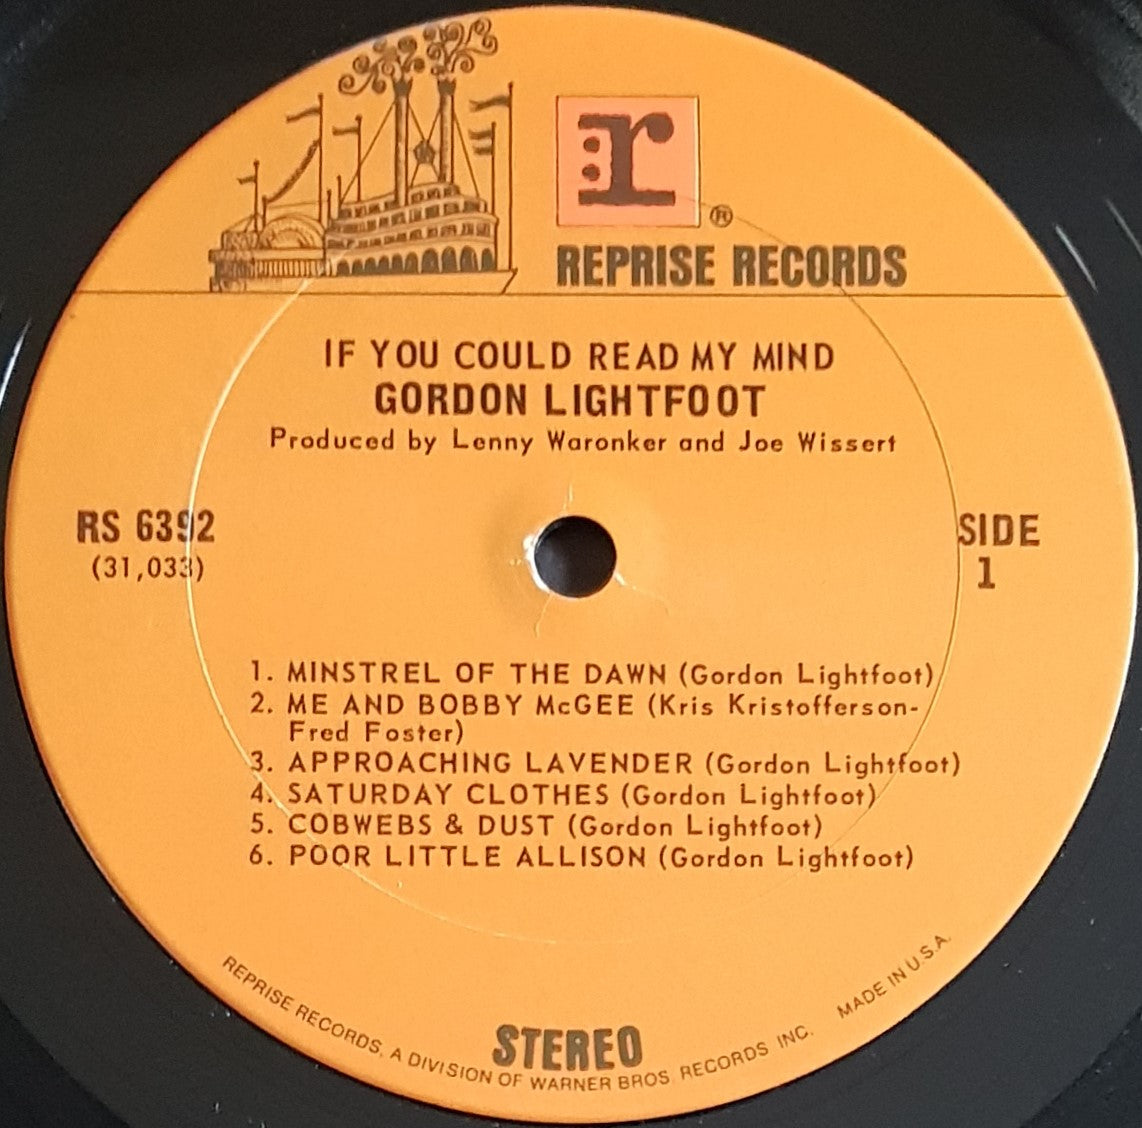 r
®
REPRISE RECORDS
IF YOU COULD READ MY MIND
GORDON LIGHTFOOT
Produced by Lenny Waronker and Joe Wissert
RS 6392
(31,033)
SIDE
1
1. MINSTREL OF THE DAWN (Gordon Lightfoot)
2. ME AND BOBBY McGEE (Kris Kristofferson-
Fred Foster)
3. APPROACHING LAVENDER (Gordon Lightfoot)
4. SATURDAY CLOTHES (Gordon Lightfoot)
5. COBWEBS & DUST (Gordon Lightfoot)
6. POOR LITTLE ALLISON (Gordon Lightfoot)
STEREO
REPRISE RECORDS, A DIVISION OF WARNER BROS. RECORDS INC. MADE IN U.S.A.